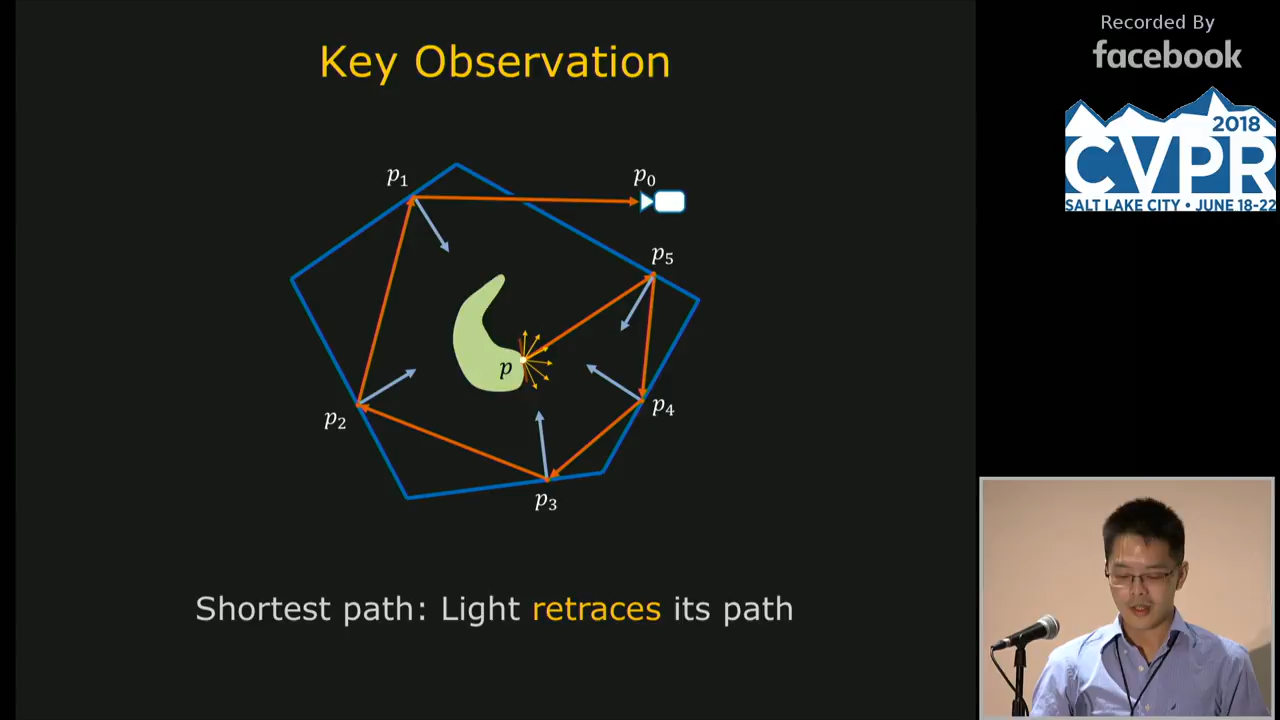 Key Observation
p1
p0
p5
p
p2
p4
p3
Shortest path: Light retraces its path
Recorded By
facebook
2018
CVPR
SALT LAKE CITY • JUNE 18-22